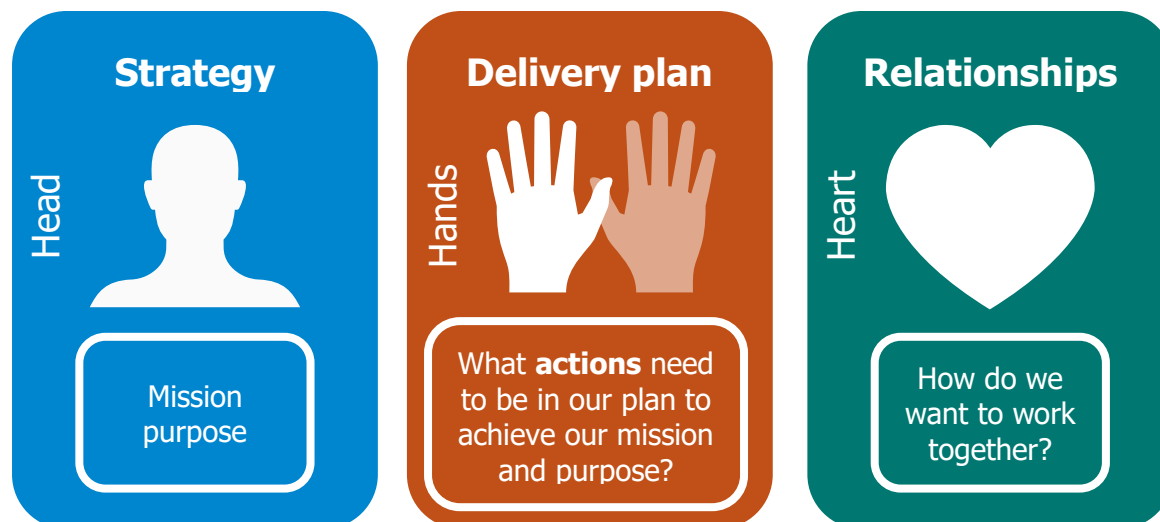 Strategy
Head
Mission
purpose
Delivery plan
Hands
What actions need
to be in our plan to
achieve our mission
and purpose?
Relationships
Heart
How do we
want to work
together?